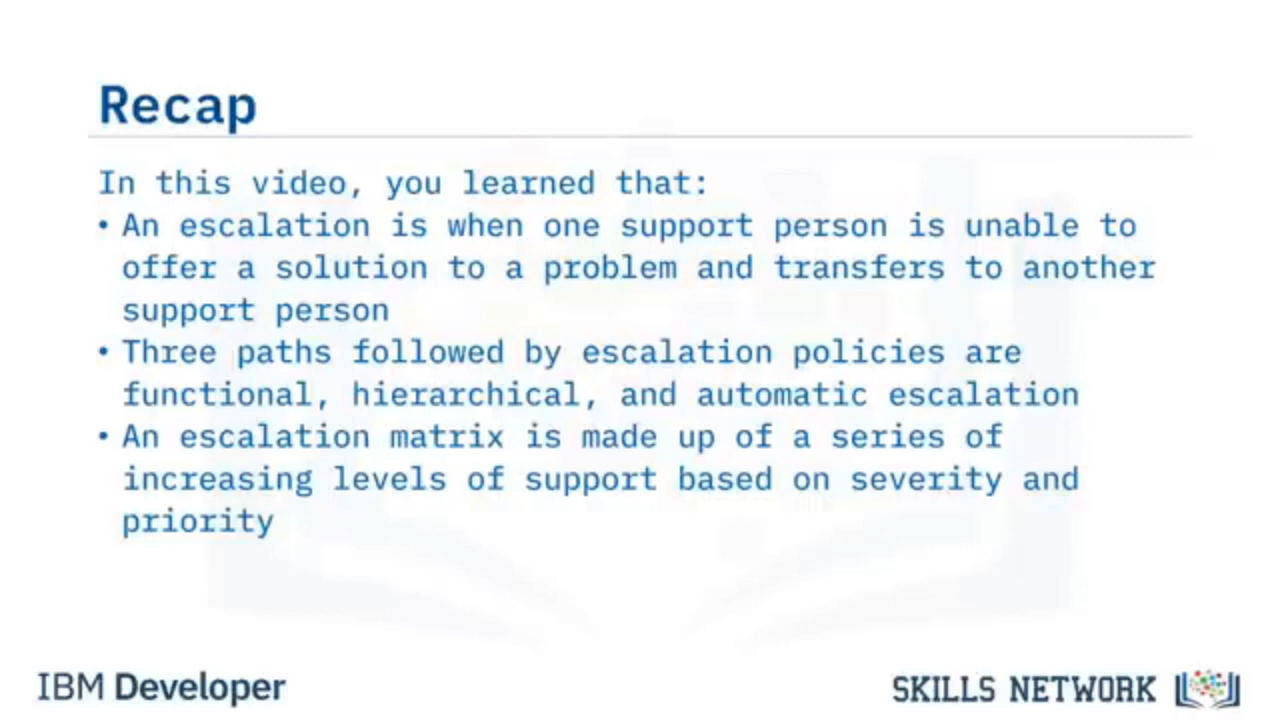 Recap
In this video, you learned that:
• An escalation is when one support person is unable to
offer a solution to a problem and transfers to another
support person
• Three paths followed by escalation policies are
functional, hierarchical, and automatic escalation
• An escalation matrix is made up of a series of
increasing levels of support based on severity and
priority
IBM Developer
SKILLS NETWORK